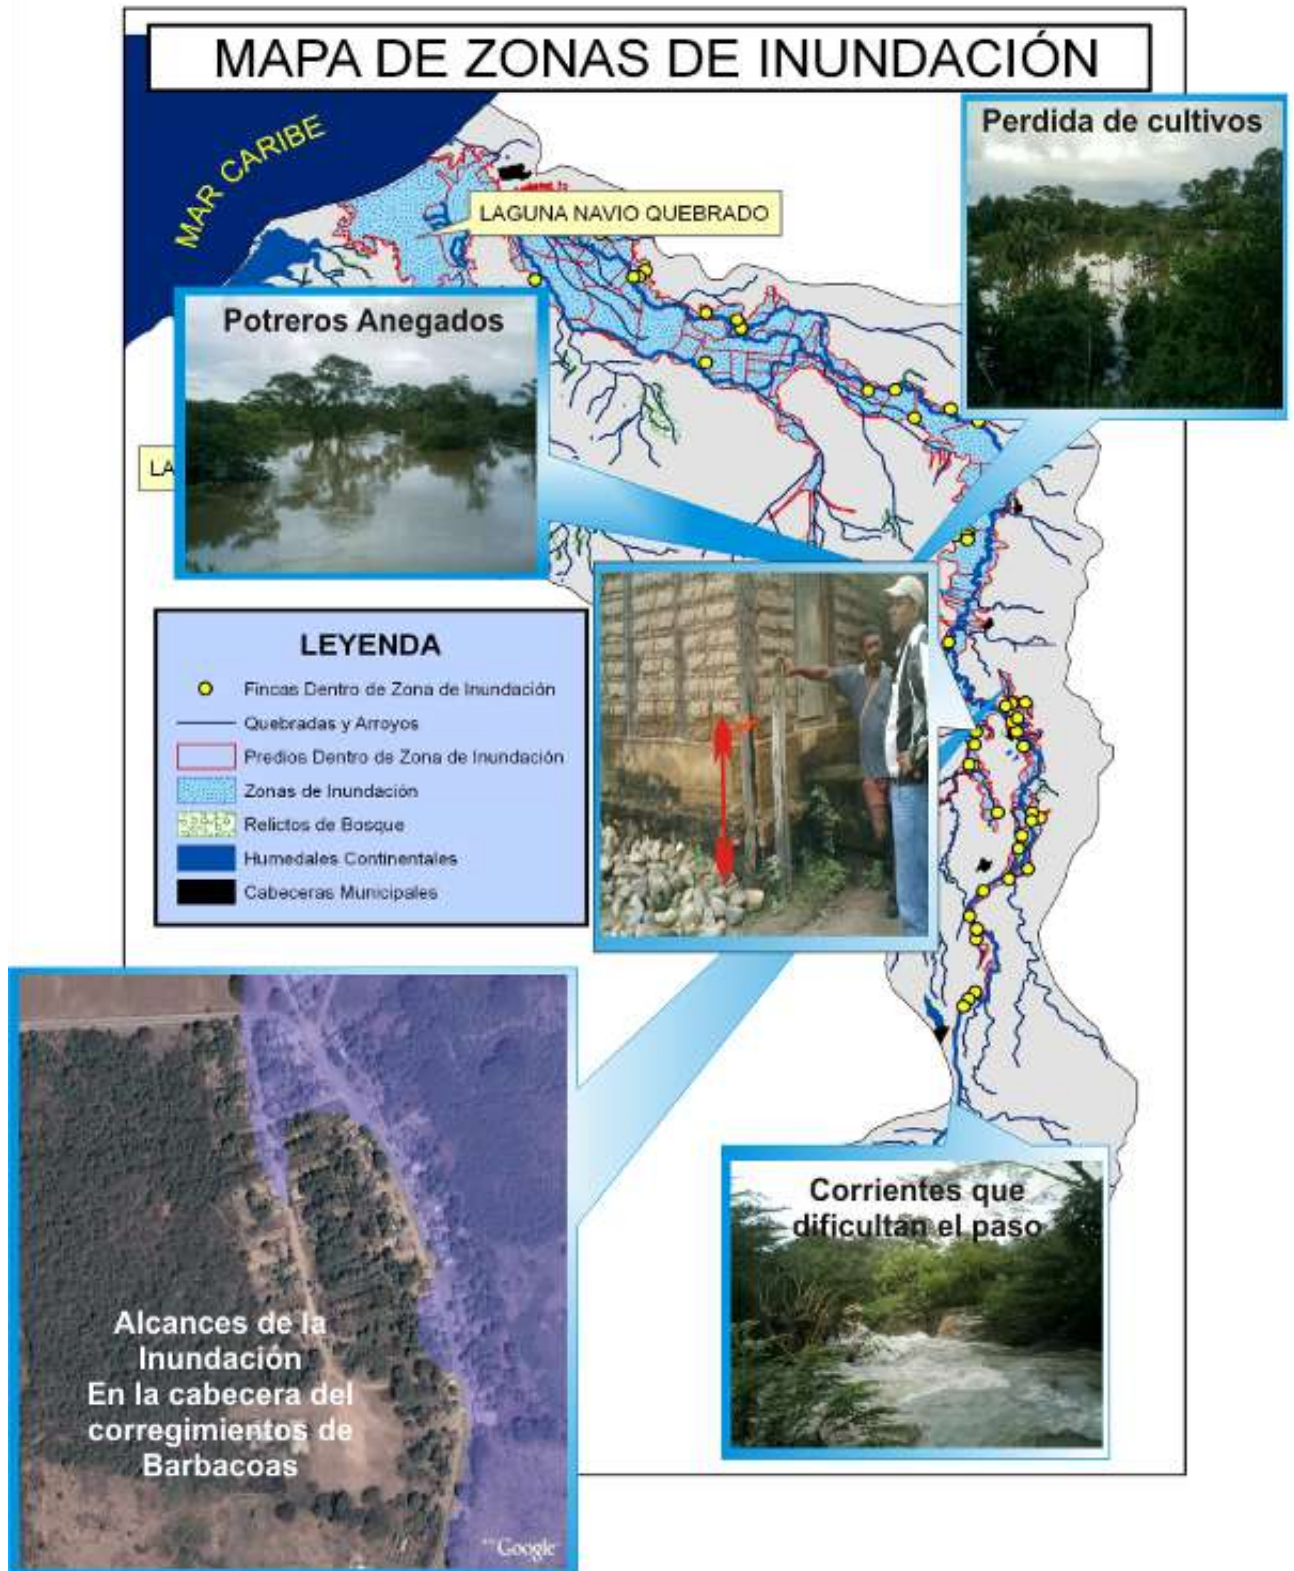 MAPA DE ZONAS DE INUNDACIÓN
MAR CARIBE
Perdida de cultivos
LAGUNA NAVIO QUEBRADO
Potreros Anegados
LA
LEYENDA
Fincas Dentro de Zona de Inundación
Quebradas y Arroyos
Predios Dentro de Zona de Inundación
Zonas de Inundación
Relictos de Bosque
Humedales Continentales
Cabeceras Municipales
Corrientes que
dificultan el paso
Alcances de la
Inundación
En la cabecera del
corregimientos de
Barbacoas
Google